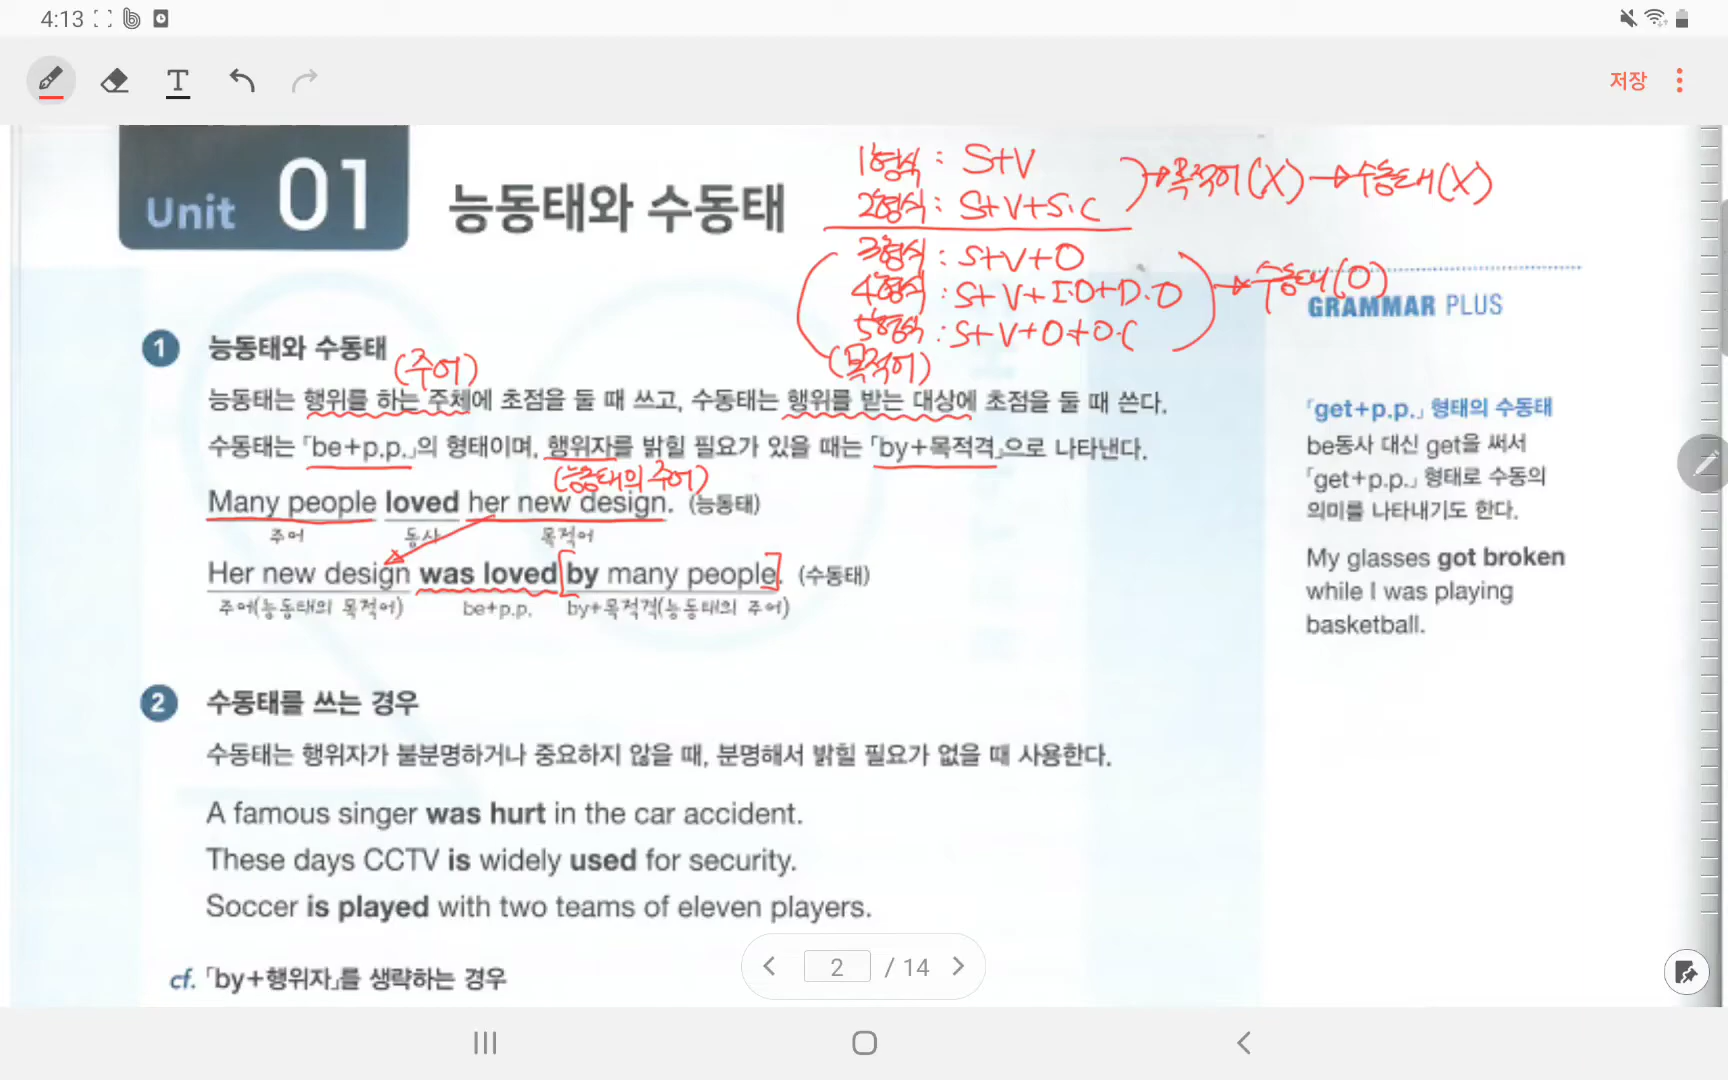 4:13
저장
Unit 01 능동태와 수동태
1형식 : S+V
2형식 : S+V+S.C
→목적어(X) → 수동태(X)
3형식 : S+V+O
4형식 : S+V+I.O+D.O
5형식 : S+V+O+O.C
(목적어)
→ 수동태(O)
GRAMMAR PLUS
1 능동태와 수동태
(주어)
능동태는 행위를 하는 주체에 초점을 둘 때 쓰고, 수동태는 행위를 받는 대상에 초점을 둘 때 쓴다.
수동태는 「be+p.p.」의 형태이며, 행위자를 밝힐 필요가 있을 때는 「by+목적격」으로 나타낸다.
(능동태의 주어)
Many people loved her new design. (능동태)
주어 동사 목적어
Her new design was loved [by many people]. (수동태)
주어(능동태의 목적어) be+p.p. by+목적격(능동태의 주어)
「get+p.p.」 형태의 수동태
be동사 대신 get을 써서
「get+p.p.」 형태로 수동의
의미를 나타내기도 한다.
My glasses got broken
while I was playing
basketball.
2 수동태를 쓰는 경우
수동태는 행위자가 불분명하거나 중요하지 않을 때, 분명해서 밝힐 필요가 없을 때 사용한다.
A famous singer was hurt in the car accident.
These days CCTV is widely used for security.
Soccer is played with two teams of eleven players.
cf. 「by+행위자」를 생략하는 경우
2 / 14